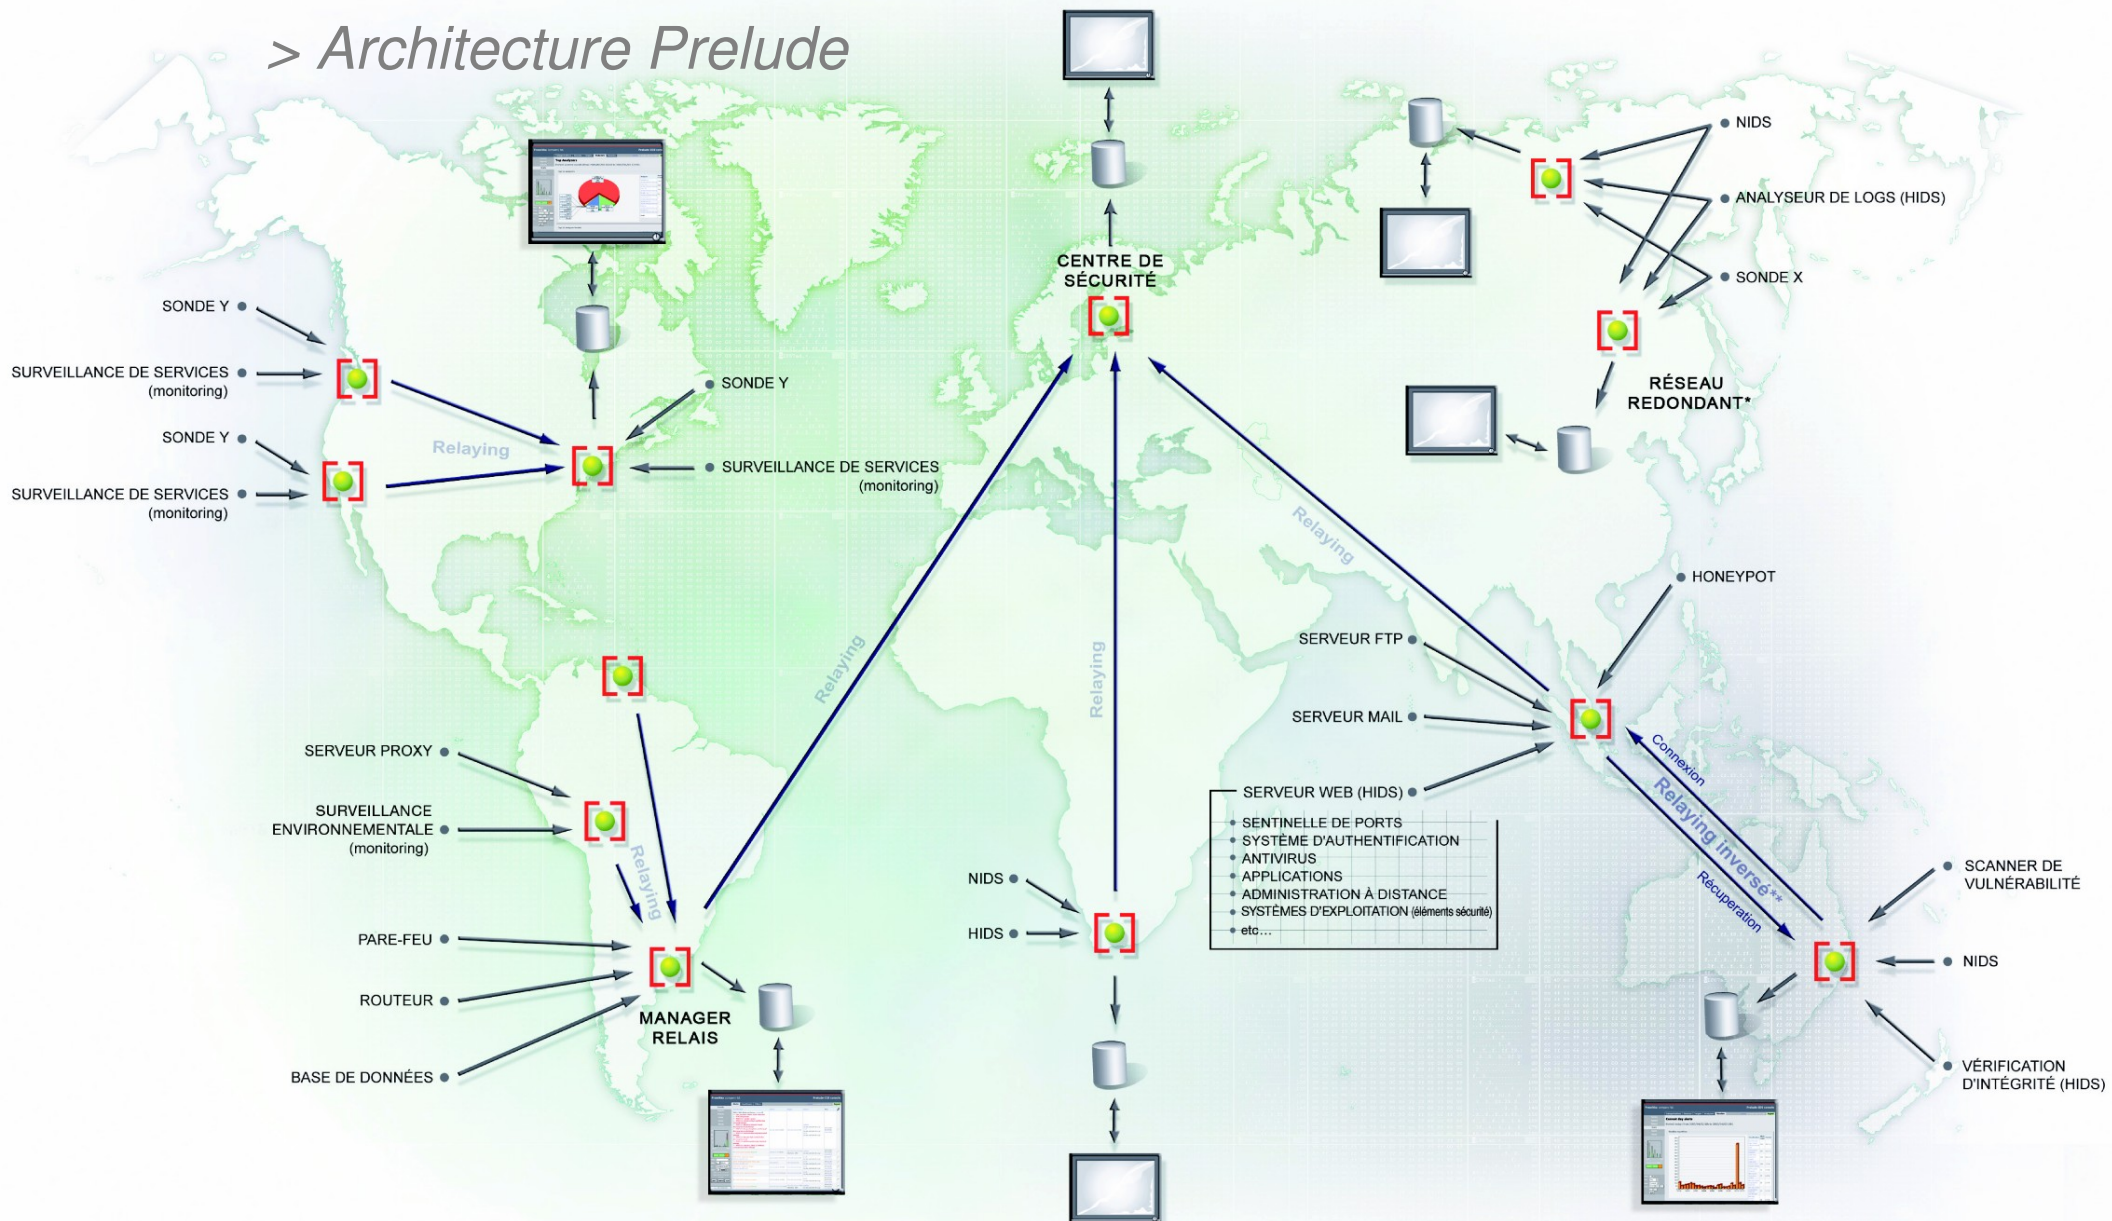 > Architecture Prelude
NIDS
ANALYSEUR DE LOGS (HIDS)
SONDE X
CENTRE DE
SÉCURITÉ
RÉSEAU
REDONDANT*
SONDE Y
SURVEILLANCE DE SERVICES
(monitoring)
SONDE Y
SURVEILLANCE DE SERVICES
(monitoring)
Relaying
SONDE Y
SURVEILLANCE DE SERVICES
(monitoring)
Relaying
Relaying
Relaying
HONEYPOT
SERVEUR FTP
SERVEUR MAIL
SERVEUR WEB (HIDS)
SENTINELLE DE PORTS
SYSTÈME D'AUTHENTIFICATION
ANTIVIRUS
APPLICATIONS
ADMINISTRATION À DISTANCE
SYSTÈMES D'EXPLOITATION (éléments sécurité)
etc...
Connexion
Relaying inversé**
Récuperation
SERVEUR PROXY
SURVEILLANCE
ENVIRONNEMENTALE
(monitoring)
Relaying
PARE-FEU
ROUTEUR
BASE DE DONNÉES
MANAGER
RELAIS
NIDS
HIDS
SCANNER DE
VULNÉRABILITÉ
NIDS
VÉRIFICATION
D'INTÉGRITÉ (HIDS)